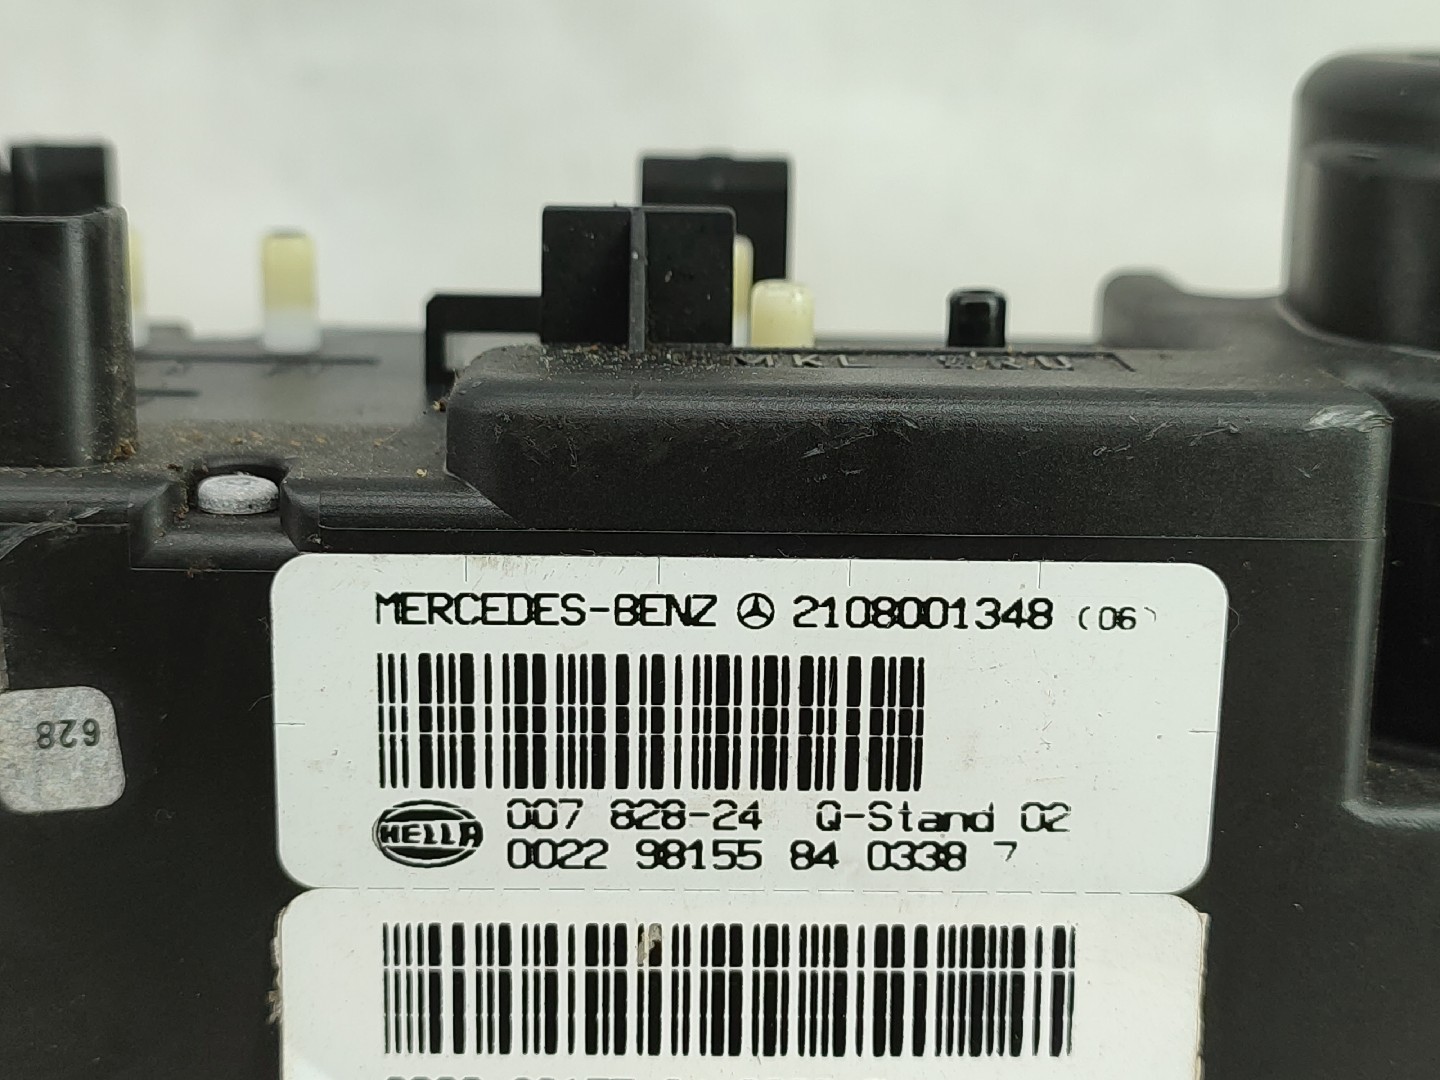 MERCEDES-BENZ 2108001348 (06)
HELLA
007 828-24 Q-Stand 02
0022 98155 84 0338 7
628